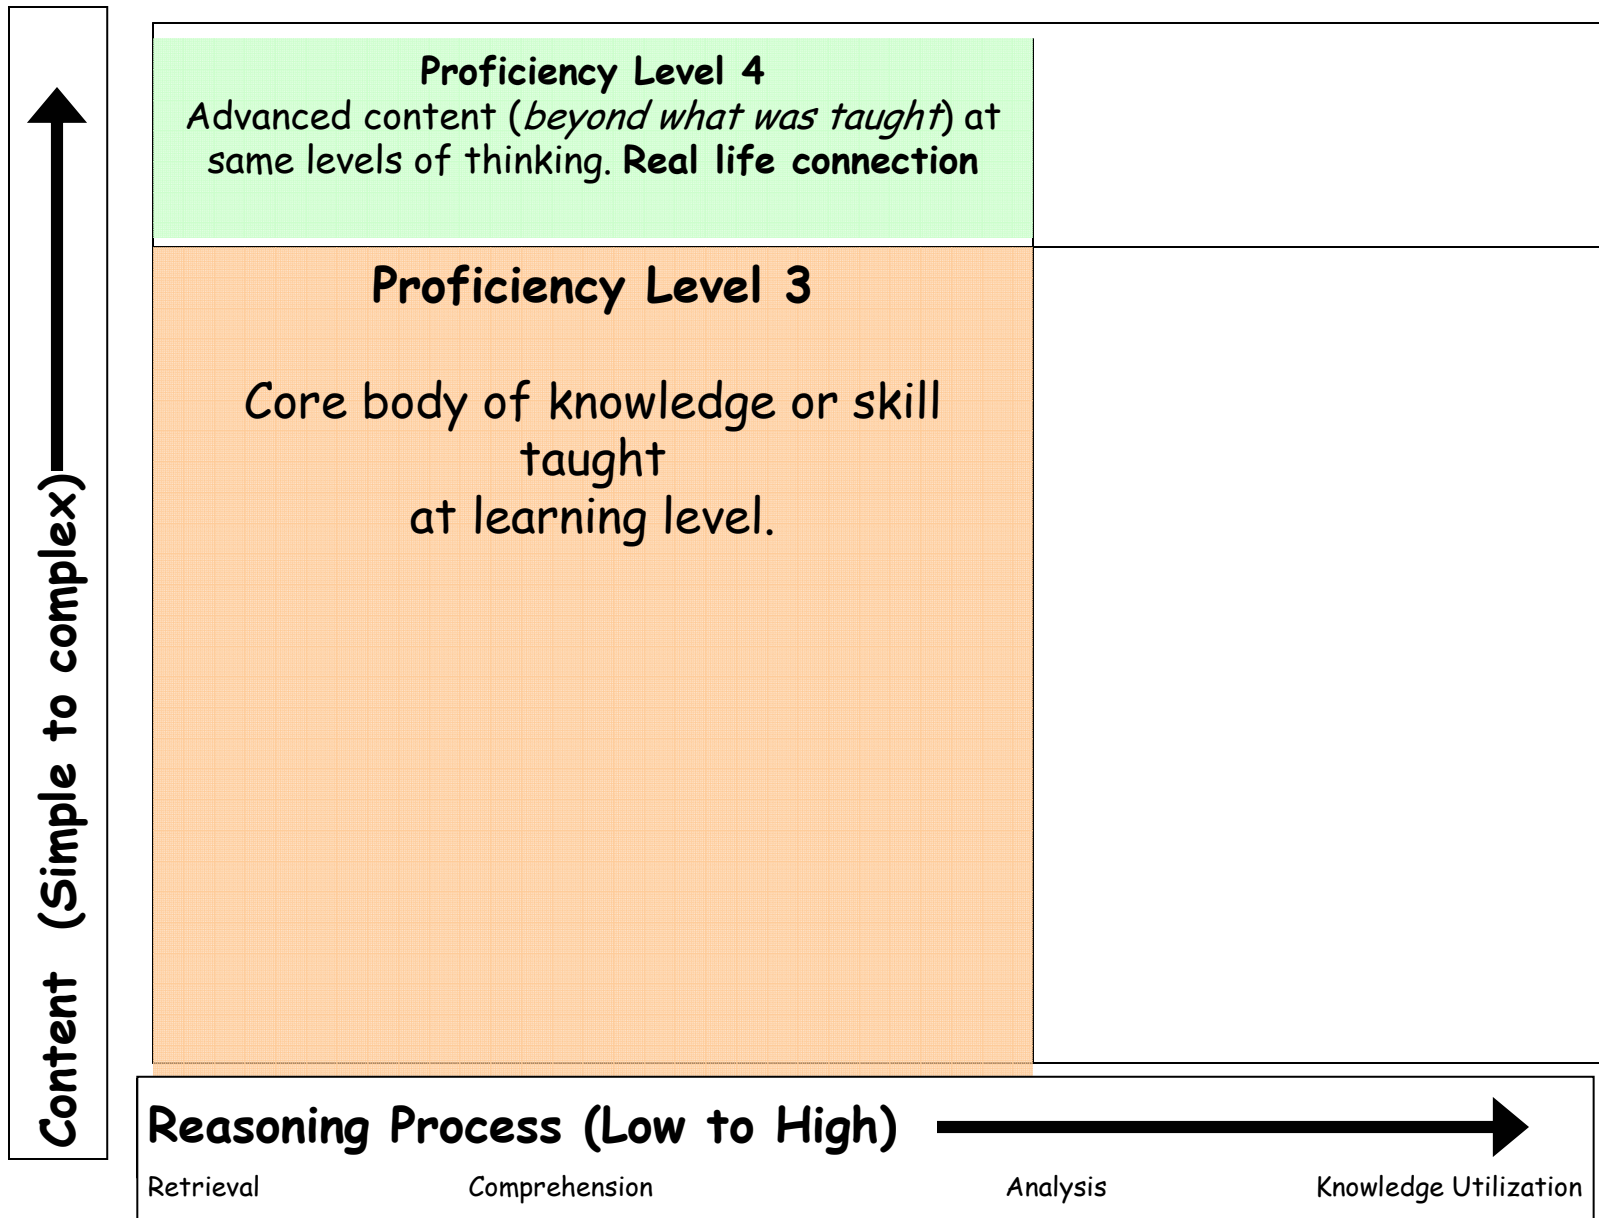 Proficiency Level 4
Advanced content (beyond what was taught) at
same levels of thinking. Real life connection
Proficiency Level 3
Core body of knowledge or skill
taught
at learning level.
Content (Simple to complex)
Reasoning Process (Low to High)
Retrieval Comprehension Analysis Knowledge Utilization